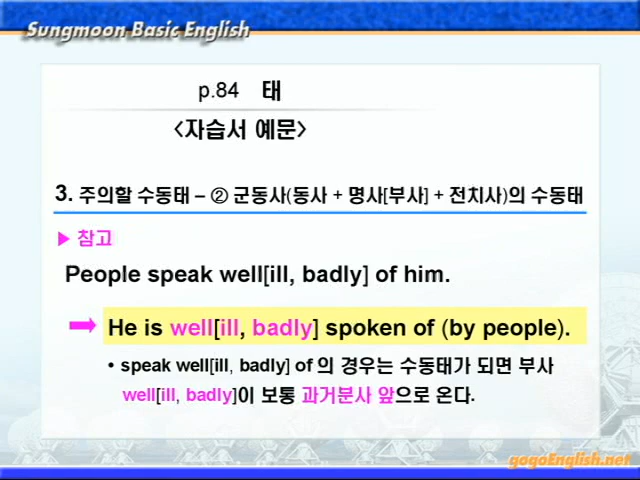 Sungmoon Basic English
p.84 태
<자습서 예문>
3. 주의할 수동태 – ② 군동사(동사 + 명사[부사] + 전치사)의 수동태
▶ 참고
People speak well[ill, badly] of him.
➡ He is well[ill, badly] spoken of (by people).
• speak well[ill, badly] of 의 경우는 수동태가 되면 부사
well[ill, badly]이 보통 과거분사 앞으로 온다.
gogoEnglish.net